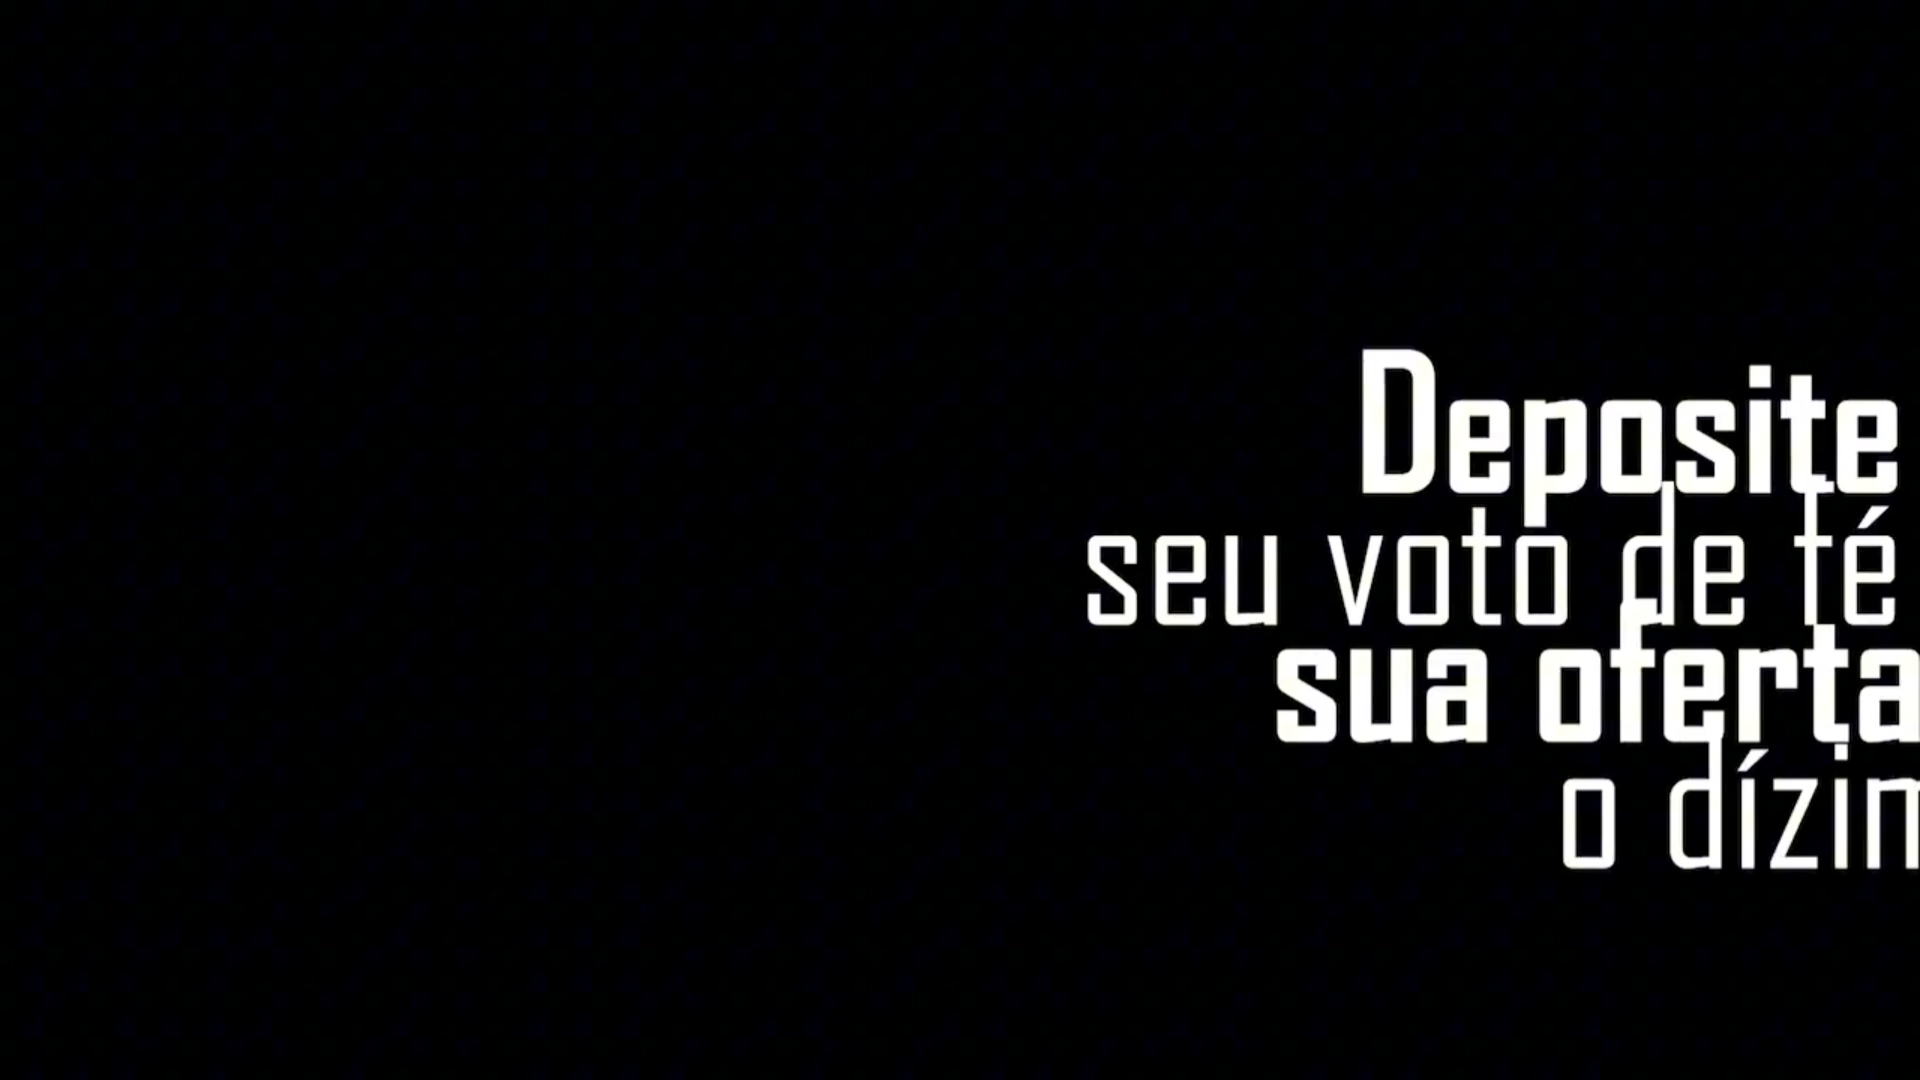 Deposite
seu voto de fé
sua oferta
o dízim